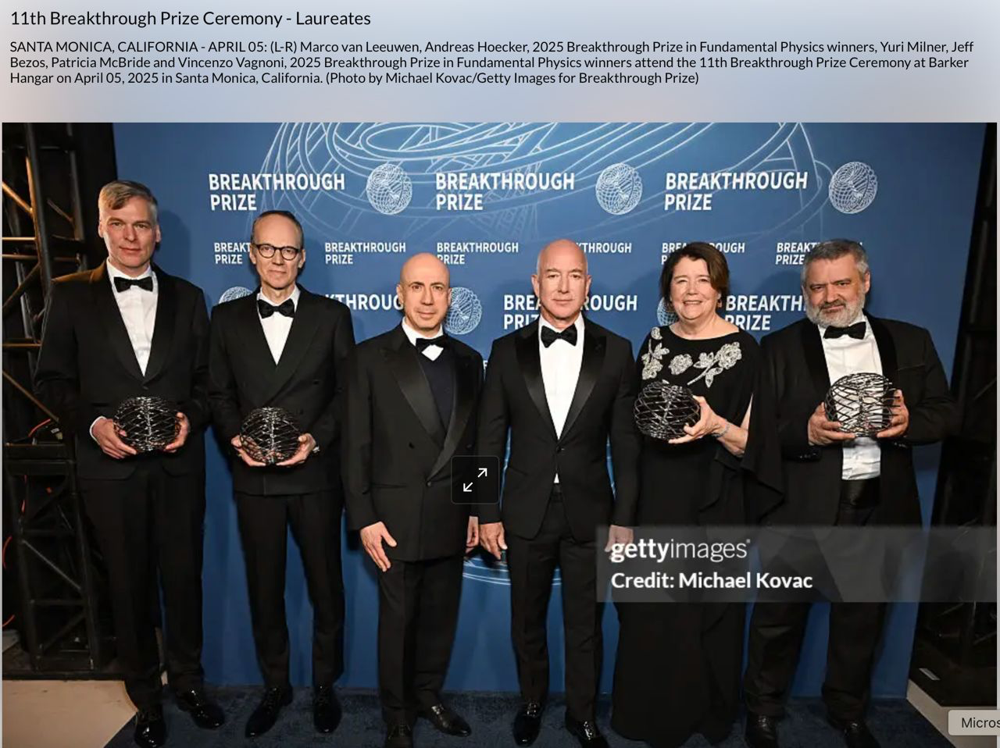 11th Breakthrough Prize Ceremony - Laureates
SANTA MONICA, CALIFORNIA - APRIL 05: (L-R) Marco van Leeuwen, Andreas Hoecker, 2025 Breakthrough Prize in Fundamental Physics winners, Yuri Milner, Jeff
Bezos, Patricia McBride and Vincenzo Vagnoni, 2025 Breakthrough Prize in Fundamental Physics winners attend the 11th Breakthrough Prize Ceremony at Barker
Hangar on April 05, 2025 in Santa Monica, California. (Photo by Michael Kovac/Getty Images for Breakthrough Prize)
BREAKTHROUGH BREAKTHROUGH BREAKTHROUGH
PRIZE PRIZE PRIZE
BREAKTHROUGH BREAKTHROUGH
PRIZE PRIZE PRIZE PRIZE
PRIZE
gettyimages
Credit: Michael Kovac